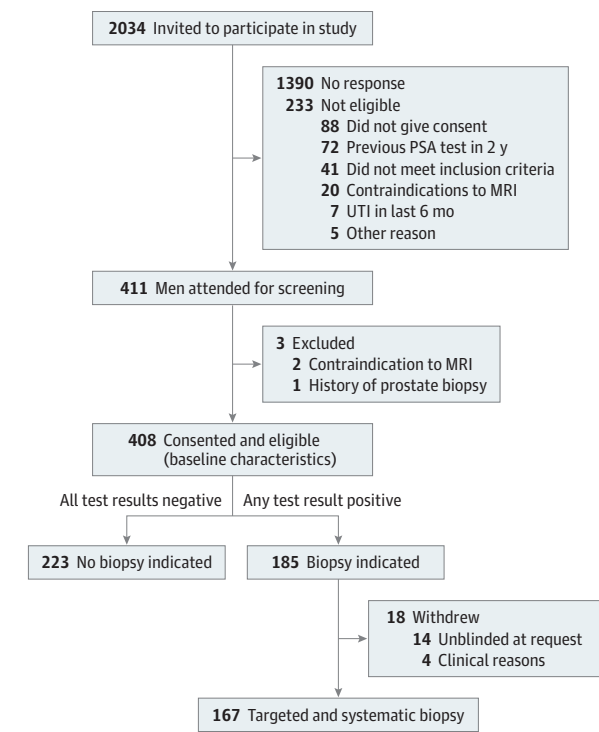 2034 Invited to participate in study
1390 No response
233 Not eligible
88 Did not give consent
72 Previous PSA test in 2 y
41 Did not meet inclusion criteria
20 Contraindications to MRI
7 UTI in last 6 mo
5 Other reason
411 Men attended for screening
3 Excluded
2 Contraindication to MRI
1 History of prostate biopsy
408 Consented and eligible
(baseline characteristics)
All test results negative
Any test result positive
223 No biopsy indicated
185 Biopsy indicated
18 Withdrew
14 Unblinded at request
4 Clinical reasons
167 Targeted and systematic biopsy